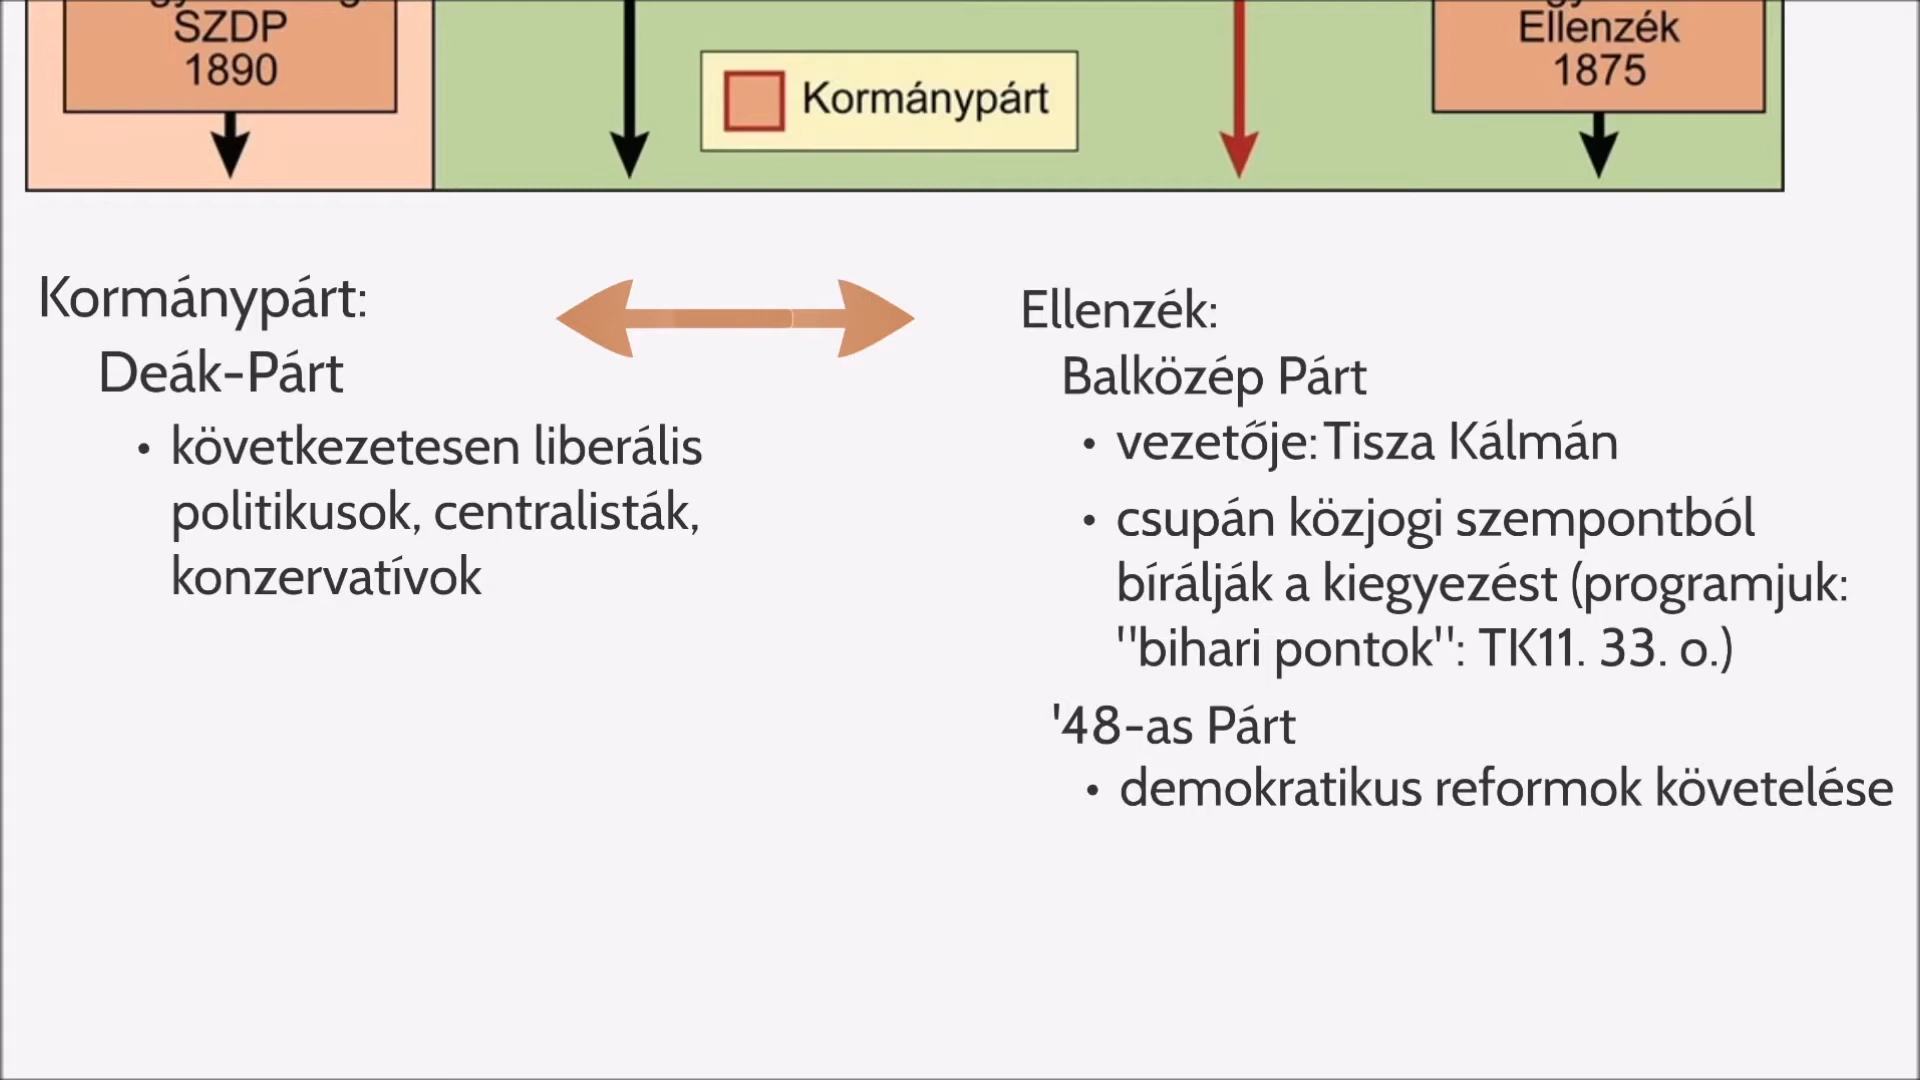 SZDP
1890
Kormánypárt
Ellenzék
1875
Kormánypárt:
Deák-Párt
• következetesen liberális
politikusok, centralisták,
konzervatívok
Ellenzék:
Balközép Párt
• vezetője: Tisza Kálmán
• csupán közjogi szempontból
bírálják a kiegyezést (programjuk:
"bihari pontok": TK11. 33. o.)
'48-as Párt
• demokratikus reformok követelése